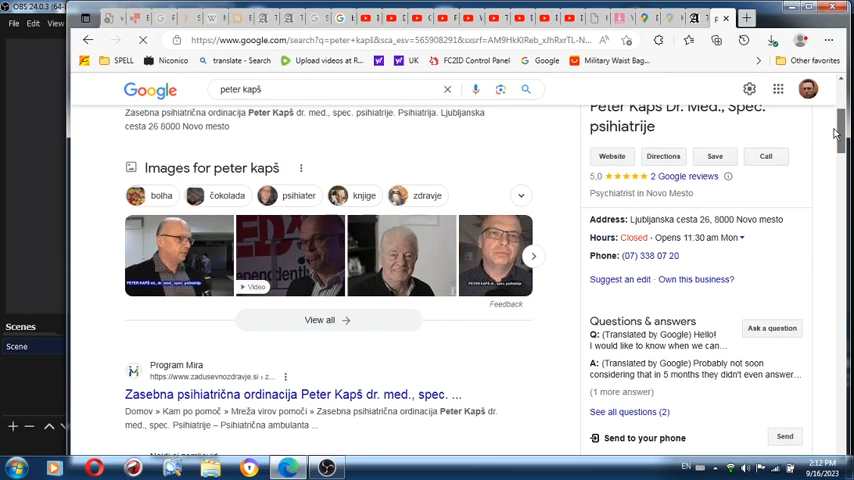 OBS 24.0.3 (64-
File
Edit
https://www.google.com/search?q=peter+kapš&sca_esv=565908291&sxsrf=AM9HkKlReb_xJhRxrTL-N...
SPELL
Reciping
translate - Search
Upload videos at R...
UK
FC2ID Control Panel
Google
Military Waist Bag...
Other favorites
Google
peter kapš
Zasebna psihiatrična ordinacija Peter Kapš dr. med., spec. psihiatrije. Psihiatrija. Ljubljanska
cesta 26 8000 Novo mesto
Images for peter kapš
bolha
čokolada
psihiater
knjige
zdravje
Video
Feedback
View all
Program Mira
https://www.zadusevnozdravje.si › z...
Zasebna psihiatrična ordinacija Peter Kapš dr. med., spec. ...
Domov » Kam po pomoč » Mreža virov pomoči » Zasebna psihiatrična ordinacija Peter Kapš dr.
med., spec. Psihiatrije – Psihiatrična ambulanta ...
Peter Kapš Dr. Med., Spec.
psihiatrije
Website
Directions
Save
Call
5,0 ★★★★★ 2 Google reviews
Psychiatrist in Novo Mesto
Address: Ljubljanska cesta 26, 8000 Novo mesto
Hours: Closed · Opens 11:30 am Mon
Phone: (07) 338 07 20
Suggest an edit · Own this business?
Questions & answers
Ask a question
Q: (Translated by Google) Hello!
I would like to know when we can...
A: (Translated by Google) Probably not soon
considering that in 5 months they didn't even answer...
(1 more answer)
See all questions (2)
Send to your phone
Send
Scenes
Scene
EN
2:12 PM
9/16/2023